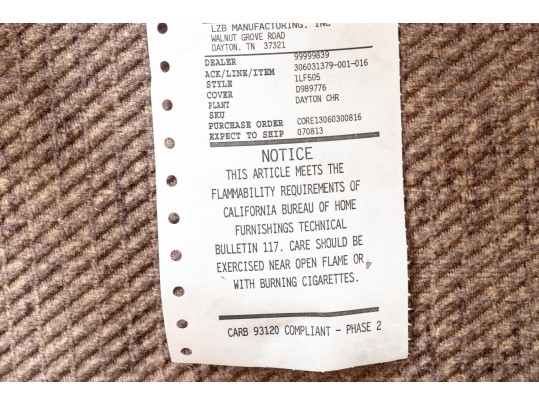 LZB MANUFACTURING, INC
WALNUT GROVE ROAD
DAYTON, TN 37321
DEALER 99999839
ACK/LINE/ITEM 306031379-001-016
STYLE 1LF505
COVER D989776
PLANT DAYTON CHR
SKU
PURCHASE ORDER CORE13060300816
EXPECT TO SHIP 070813
NOTICE
THIS ARTICLE MEETS THE
FLAMMABILITY REQUIREMENTS OF
CALIFORNIA BUREAU OF HOME
FURNISHINGS TECHNICAL
BULLETIN 117. CARE SHOULD BE
EXERCISED NEAR OPEN FLAME OR
WITH BURNING CIGARETTES.
CARB 93120 COMPLIANT - PHASE 2